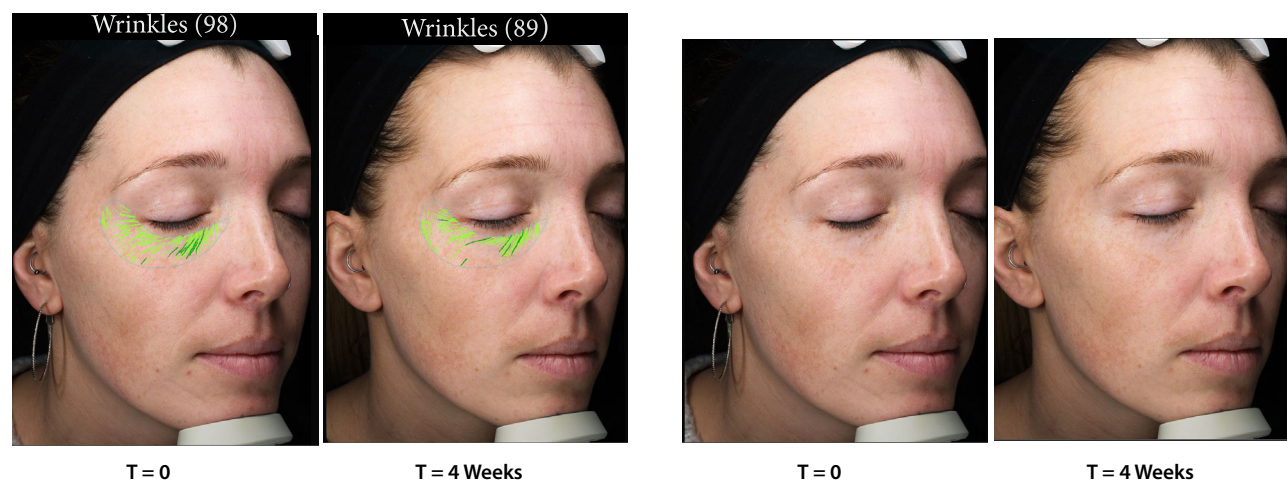 Wrinkles (98)
Wrinkles (89)
T = 0
T = 4 Weeks
T = 0
T = 4 Weeks